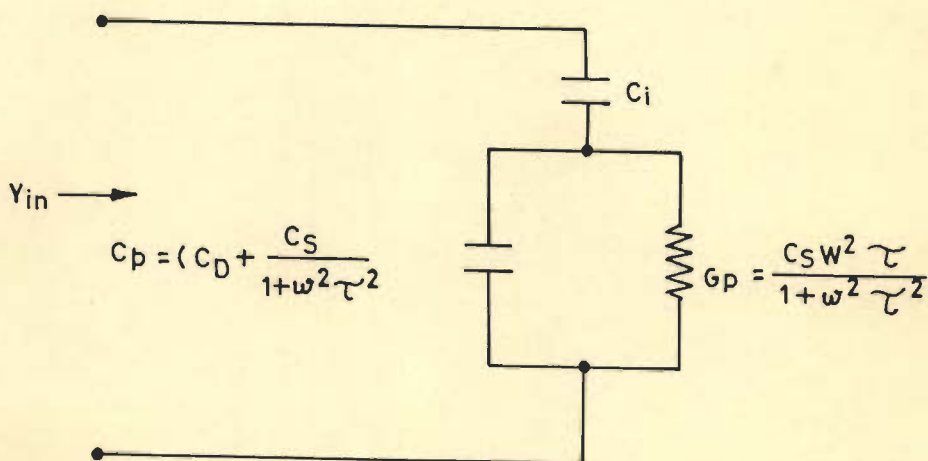 Ci
Yin
Cp = (CD + CS / 1+ω²τ²
Gp = CSW²τ / 1+ω²τ²